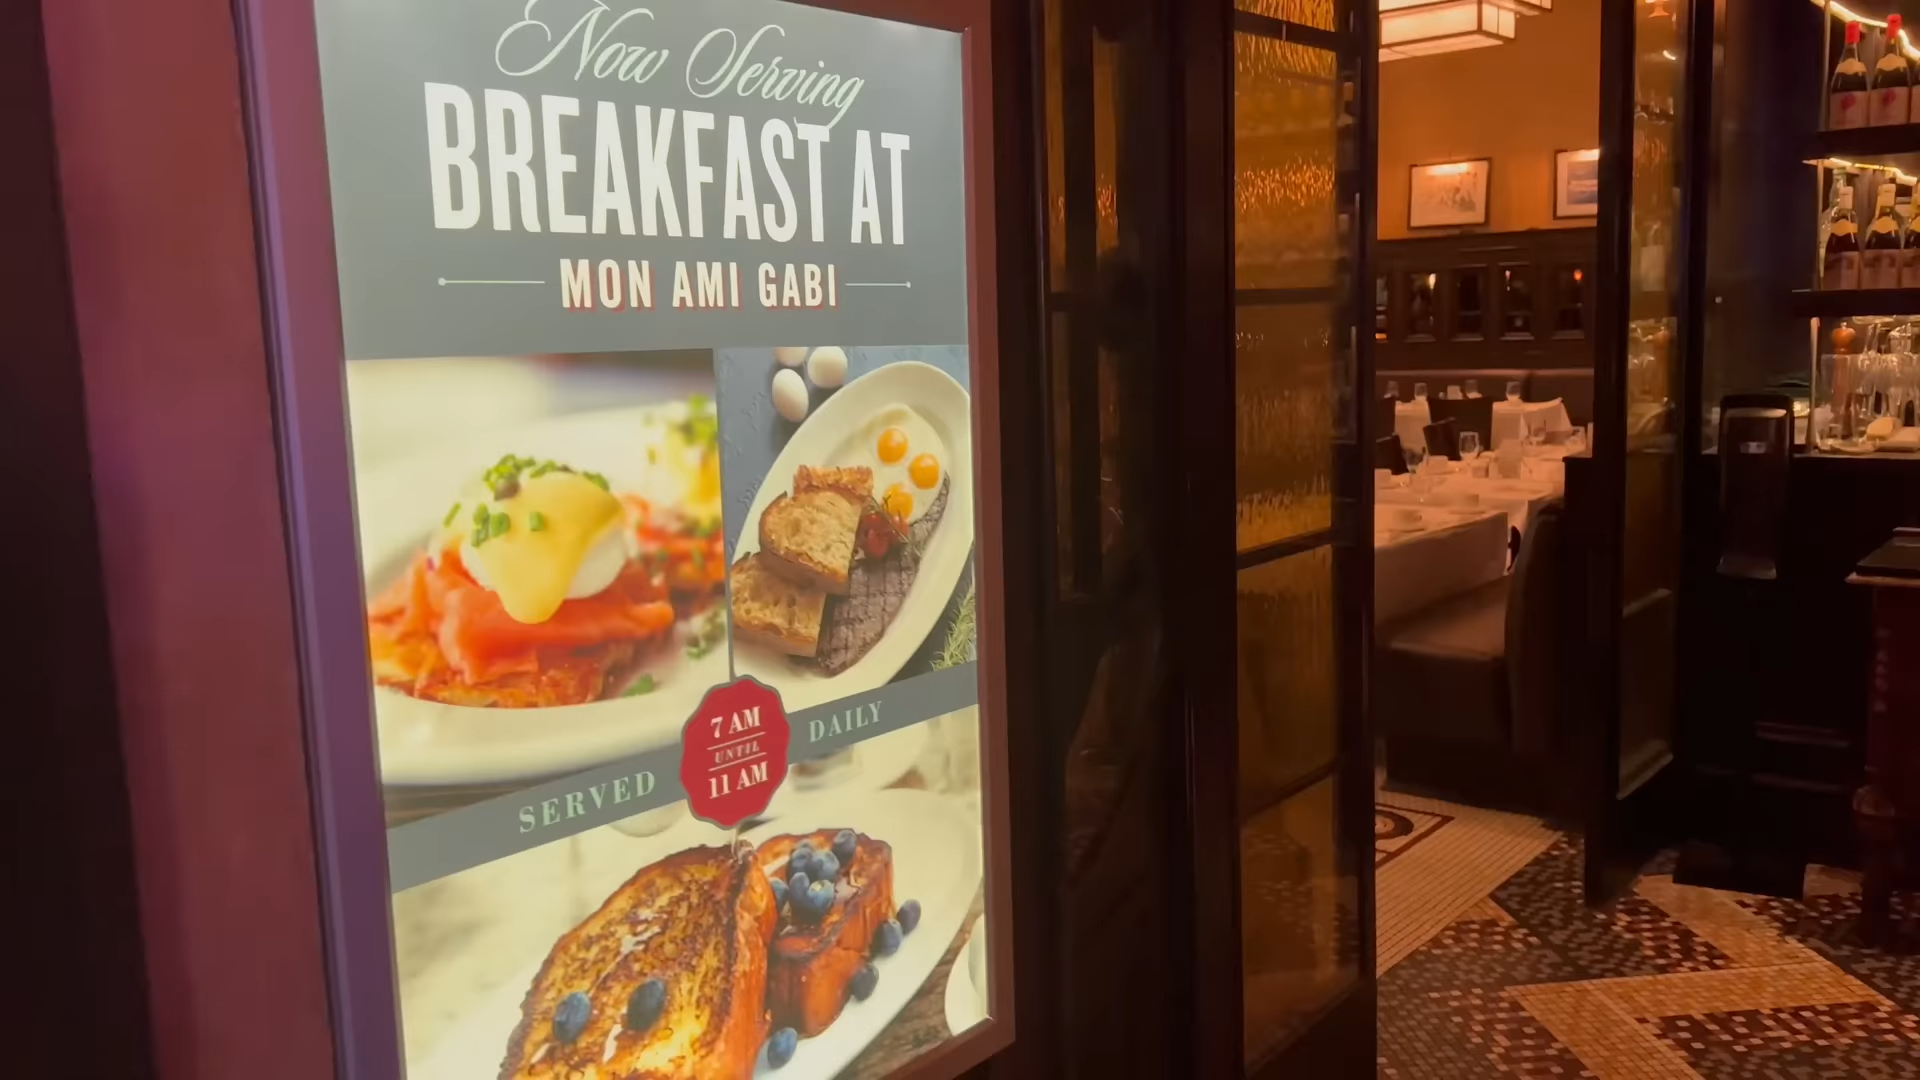 Now Serving
BREAKFAST AT
MON AMI GABI
SERVED
7 AM
UNTIL
11 AM
DAILY